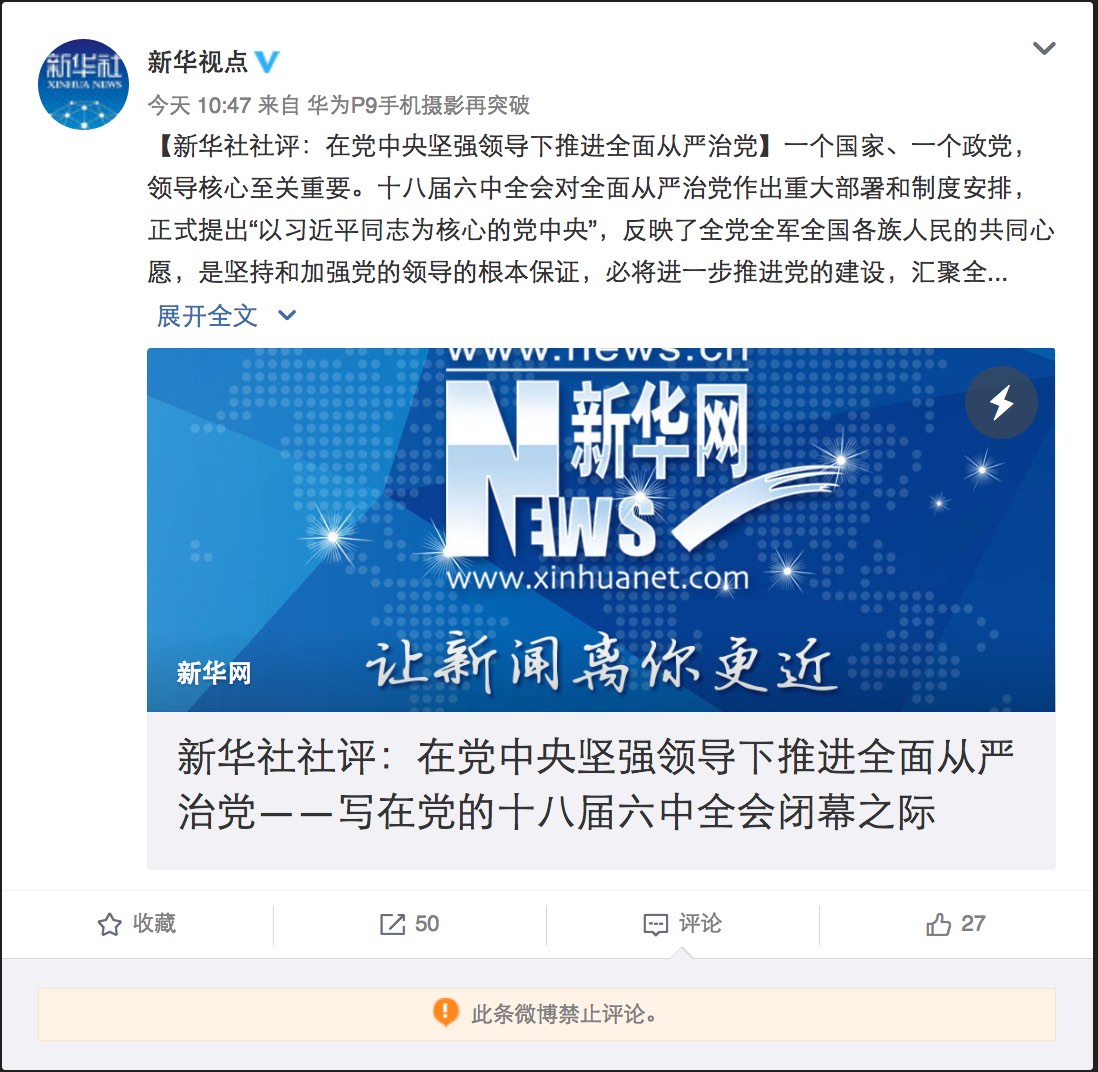 新华社
XINHUA NEWS
新华视点
今天 10:47 来自 华为P9手机摄影再突破
【新华社社评：在党中央坚强领导下推进全面从严治党】一个国家、一个政党，
领导核心至关重要。十八届六中全会对全面从严治党作出重大部署和制度安排，
正式提出“以习近平同志为核心的党中央”，反映了全党全军全国各族人民的共同心
愿，是坚持和加强党的领导的根本保证，必将进一步推进党的建设，汇聚全...
展开全文
www.news.cn
新华网
NEWS
www.xinhuanet.com
让新闻离你更近
新华网
新华社社评：在党中央坚强领导下推进全面从严
治党——写在党的十八届六中全会闭幕之际
收藏
50
评论
27
此条微博禁止评论。